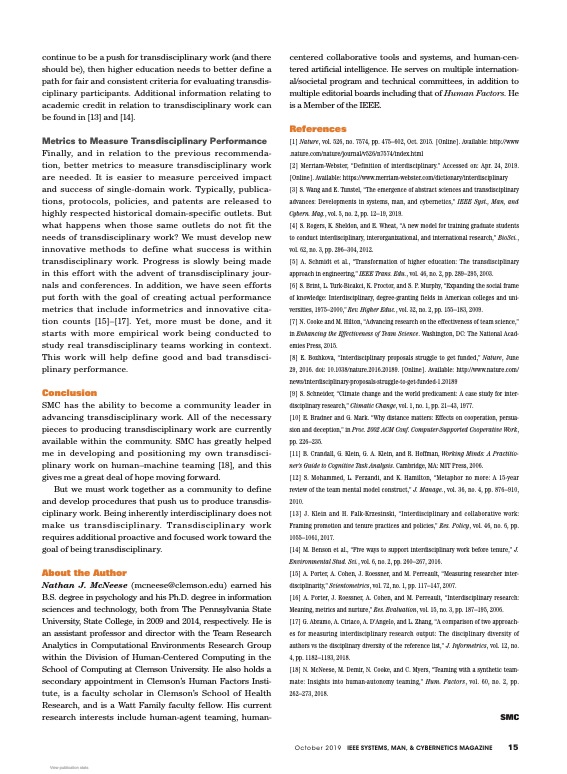 continue to be a push for transdisciplinary work (and there
should be), then higher education needs to better define a
path for fair and consistent criteria for evaluating transdis-
ciplinary participants. Additional information relating to
academic credit in relation to transdisciplinary work can
be found in [13] and [14].
Metrics to Measure Transdisciplinary Performance
Finally, and in relation to the previous recommenda-
tion, better metrics to measure transdisciplinary work
are needed. It is easier to measure perceived impact
and success of single-domain work. Typically, publica-
tions, protocols, policies, and patents are released to
highly respected historical domain-specific outlets. But
what happens when those same outlets do not fit the
needs of transdisciplinary work? We must develop new
innovative methods to define what success is within
transdisciplinary work. Progress is slowly being made
in this effort with the advent of transdisciplinary jour-
nals and conferences. In addition, we have seen efforts
put forth with the goal of creating actual performance
metrics that include informetrics and innovative cita-
tion counts [15]–[17]. Yet, more must be done, and it
starts with more empirical work being conducted to
study real transdisciplinary teams working in context.
This work will help define good and bad transdisci-
plinary performance.
Conclusion
SMC has the ability to become a community leader in
advancing transdisciplinary work. All of the necessary
pieces to producing transdisciplinary work are currently
available within the community. SMC has greatly helped
me in developing and positioning my own transdisci-
plinary work on human–machine teaming [18], and this
gives me a great deal of hope moving forward.
But we must work together as a community to define
and develop procedures that push us to produce transdis-
ciplinary work. Being inherently interdisciplinary does not
make us transdisciplinary. Transdisciplinary work
requires additional proactive and focused work toward the
goal of being transdisciplinary.
About the Author
Nathan J. McNeese (mcneese@clemson.edu) earned his
B.S. degree in psychology and his Ph.D. degree in information
sciences and technology, both from The Pennsylvania State
University, State College, in 2009 and 2014, respectively. He is
an assistant professor and director with the Team Research
Analytics in Computational Environments Research Group
within the Division of Human-Centered Computing in the
School of Computing at Clemson University. He also holds a
secondary appointment in Clemson's Human Factors Insti-
tute, is a faculty scholar in Clemson's School of Health
Research, and is a Watt Family faculty fellow. His current
research interests include human-agent teaming, human-
centered collaborative tools and systems, and human-cen-
tered artificial intelligence. He serves on multiple internation-
al/societal program and technical committees, in addition to
multiple editorial boards including that of Human Factors. He
is a Member of the IEEE.
References
[1] Nature, vol. 526, no. 7574, pp. 475–602, Oct. 2015. [Online]. Available: http://www
.nature.com/nature/journal/v526/n7574/index.html
[2] Merriam-Webster, "Definition of interdisciplinary." Accessed on: Apr. 24, 2019.
[Online]. Available: https://www.merriam-webster.com/dictionary/interdisciplinary
[3] S. Wang and E. Tunstel, "The emergence of abstract sciences and transdisciplinary
advances: Developments in systems, man, and cybernetics," IEEE Syst., Man, and
Cybern. Mag., vol. 5, no. 2, pp. 12–19, 2019.
[4] S. Rogers, K. Sheldon, and E. Wheat, "A new model for training graduate students
to conduct interdisciplinary, interorganizational, and international research," BioSci.,
vol. 62, no. 3, pp. 296–304, 2012.
[5] A. Schmidt et al., "Transformation of higher education: The transdisciplinary
approach in engineering," IEEE Trans. Edu., vol. 46, no. 2, pp. 289–295, 2003.
[6] S. Brint, L. Turk-Bicakci, K. Proctor, and S. P. Murphy, "Expanding the social frame
of knowledge: Interdisciplinary, degree-granting fields in American colleges and uni-
versities, 1975–2000," Rev. Higher Educ., vol. 32, no. 2, pp. 155–183, 2009.
[7] N. Cooke and M. Hilton, "Advancing research on the effectiveness of team science,"
in Enhancing the Effectiveness of Team Science. Washington, DC: The National Acad-
emies Press, 2015.
[8] E. Bozhkova, "Interdisciplinary proposals struggle to get funded," Nature, June
29, 2016. doi: 10.1038/nature.2016.20189. [Online]. Available: http://www.nature.com/
news/interdisciplinary-proposals-struggle-to-get-funded-1.20189
[9] S. Schneider, "Climate change and the world predicament: A case study for inter-
disciplinary research," Climatic Change, vol. 1, no. 1, pp. 21–43, 1977.
[10] E. Bradner and G. Mark. "Why distance matters: Effects on cooperation, persua-
sion and deception," in Proc. 2002 ACM Conf. Computer-Supported Cooperative Work,
pp. 226–235.
[11] B. Crandall, G. Klein, G. A. Klein, and R. Hoffman, Working Minds: A Practitio-
ner's Guide to Cognitive Task Analysis. Cambridge, MA: MIT Press, 2006.
[12] S. Mohammed, L. Ferzandi, and K. Hamilton, "Metaphor no more: A 15-year
review of the team mental model construct," J. Manage., vol. 36, no. 4, pp. 876–910,
2010.
[13] J. Klein and H. Falk-Krzesinski, "Interdisciplinary and collaborative work:
Framing promotion and tenure practices and policies," Res. Policy, vol. 46, no. 6, pp.
1055–1061, 2017.
[14] M. Benson et al., "Five ways to support interdisciplinary work before tenure," J.
Environmental Stud. Sci., vol. 6, no. 2, pp. 260–267, 2016.
[15] A. Porter, A. Cohen, J. Roessner, and M. Perreault, "Measuring researcher inter-
disciplinarity," Scientometrics, vol. 72, no. 1, pp. 117–147, 2007.
[16] A. Porter, J. Roessner, A. Cohen, and M. Perreault, "Interdisciplinary research:
Meaning, metrics and nurture," Res. Evaluation, vol. 15, no. 3, pp. 187–195, 2006.
[17] G. Abramo, A. Ciriaco, A. D'Angelo, and L. Zhang, "A comparison of two approach-
es for measuring interdisciplinary research output: The disciplinary diversity of
authors vs the disciplinary diversity of the reference list," J. Informetrics, vol. 12, no.
4, pp. 1182–1193, 2018.
[18] N. McNeese, M. Demir, N. Cooke, and C. Myers, "Teaming with a synthetic team-
mate: Insights into human-autonomy teaming," Hum. Factors, vol. 60, no. 2, pp.
262–273, 2018.
SMC
October 2019 IEEE SYSTEMS, MAN, & CYBERNETICS MAGAZINE 15
View publication stats